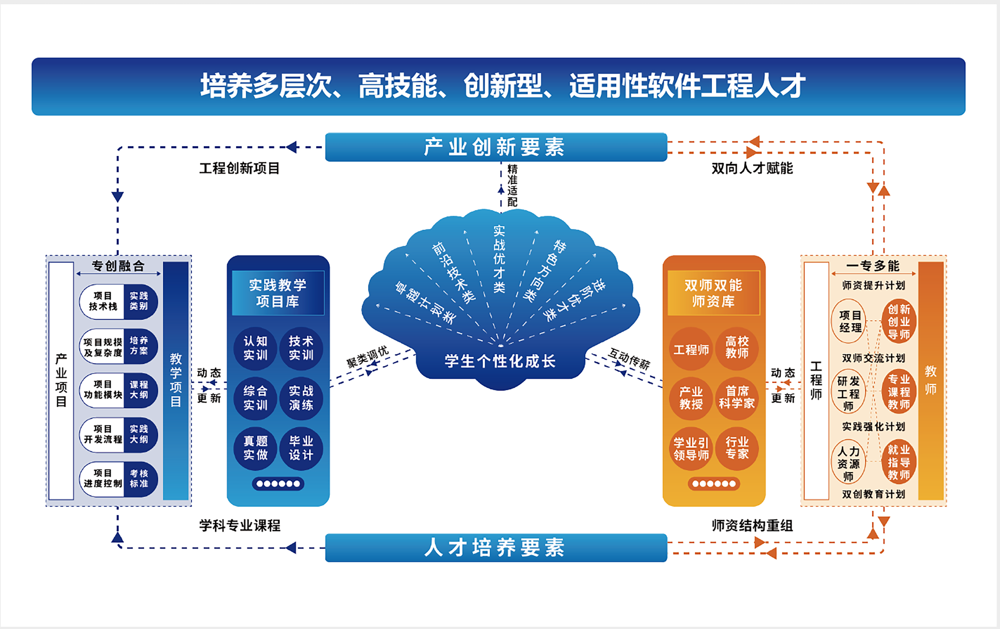 培养多层次、高技能、创新型、适用性软件工程人才
产业创新要素
工程创新项目
双向人才赋能
精准适配
专创融合
产业项目
项目
技术栈
实践
类别
项目规模
及复杂度
培养
方案
项目
功能模块
课程
大纲
项目
开发流程
实践
大纲
项目
进度控制
考核
标准
教学项目
动态
更新
实践教学
项目库
认知
实训
技术
实训
综合
实训
实战
演练
真题
实做
毕业
设计
聚类调优
卓越计划类
前沿技术类
实战优才类
特色方向类
进阶优才类
学生个性化成长
互动传薪
双师双能
师资库
工程师
高校
教师
产业
教授
首席
科学家
学业引
领导师
行业
专家
动态
更新
工程师
一专多能
师资提升计划
项目
经理
创新
创业
导师
双师交流计划
研发
工程
师
专业
课程
教师
实践强化计划
人力
资源
师
就业
指导
教师
双创教育计划
教师
学科专业课程
师资结构重组
人才培养要素